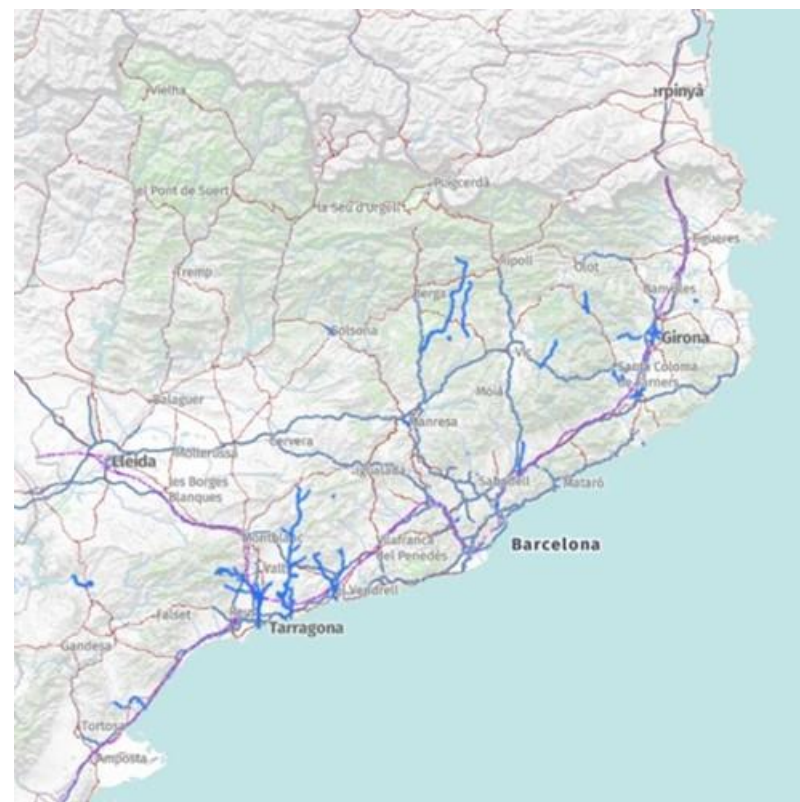 Vielha
el Pont de Suert
Puigcerdà
la Seu d'Urgell
Figueres
Ripoll
Olot
Tremp
Banyoles
Berga
Solsona
Girona
Vic
Santa Coloma
de Farners
Moià
Balaguer
Manresa
Cervera
Lleida
Mollerussa
Igualada
Sabadell
Mataró
les Borges
Blanques
Montblanc
Vilafranca
del Penedès
Barcelona
Valls
el Vendrell
Reus
Falset
Tarragona
Gandesa
Tortosa
Amposta